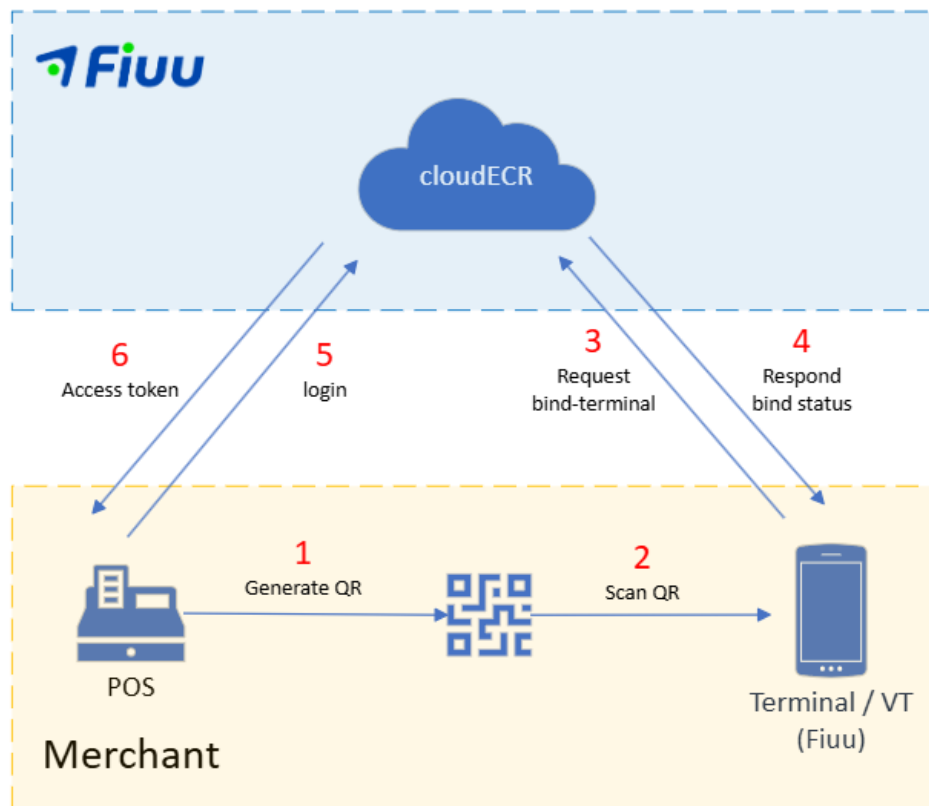 Fiuu
cloudECR
6
Access token
5
login
3
Request
bind-terminal
4
Respond
bind status
1
Generate QR
2
Scan QR
POS
Terminal / VT
(Fiuu)
Merchant